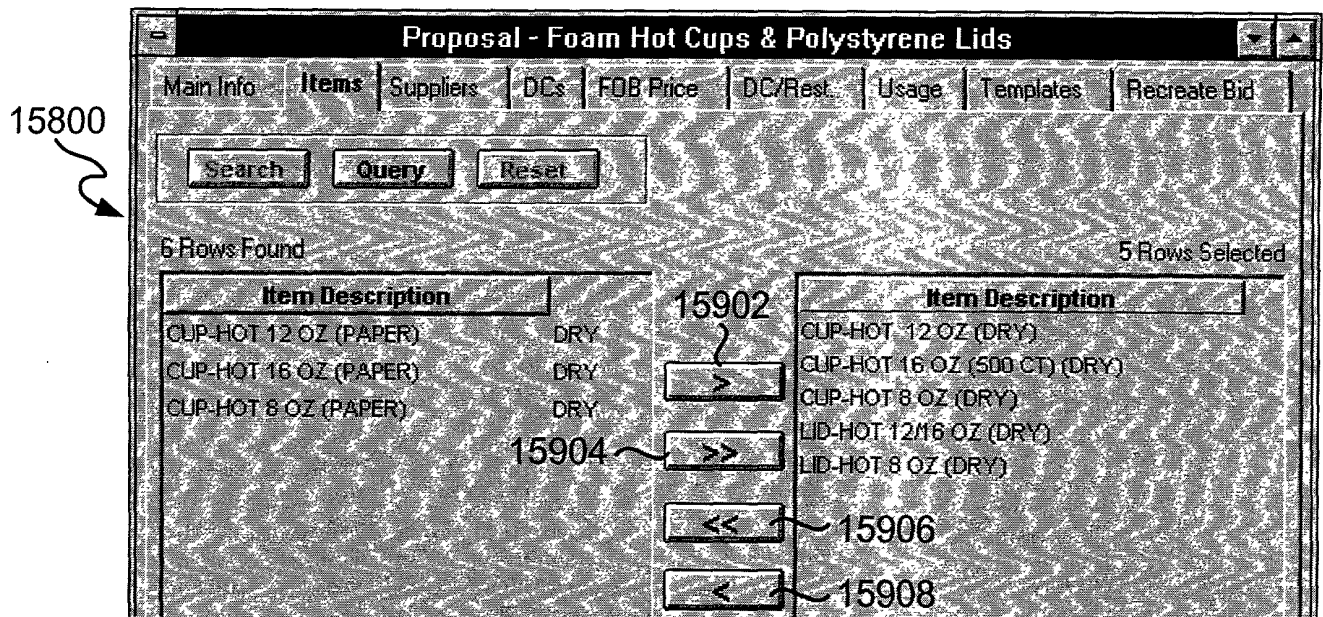 Proposal - Foam Hot Cups & Polystyrene Lids
Main Info Items Suppliers DCs FOB Price DC/Rest. Usage Templates Recreate Bid
15800
Search Query Reset
6 Rows Found 5 Rows Selected
Item Description 15902 Item Description
CUP-HOT 12 OZ (PAPER) DRY CUP-HOT 12 OZ (DRY)
> CUP-HOT 16 OZ (500 CT) (DRY)
CUP-HOT 16 OZ (PAPER) DRY
CUP-HOT 8 OZ (PAPER) DRY CUP-HOT 8 OZ (DRY)
15904 >> LID-HOT 12/16 OZ (DRY)
LID-HOT 8 OZ (DRY)
<< 15906
< 15908